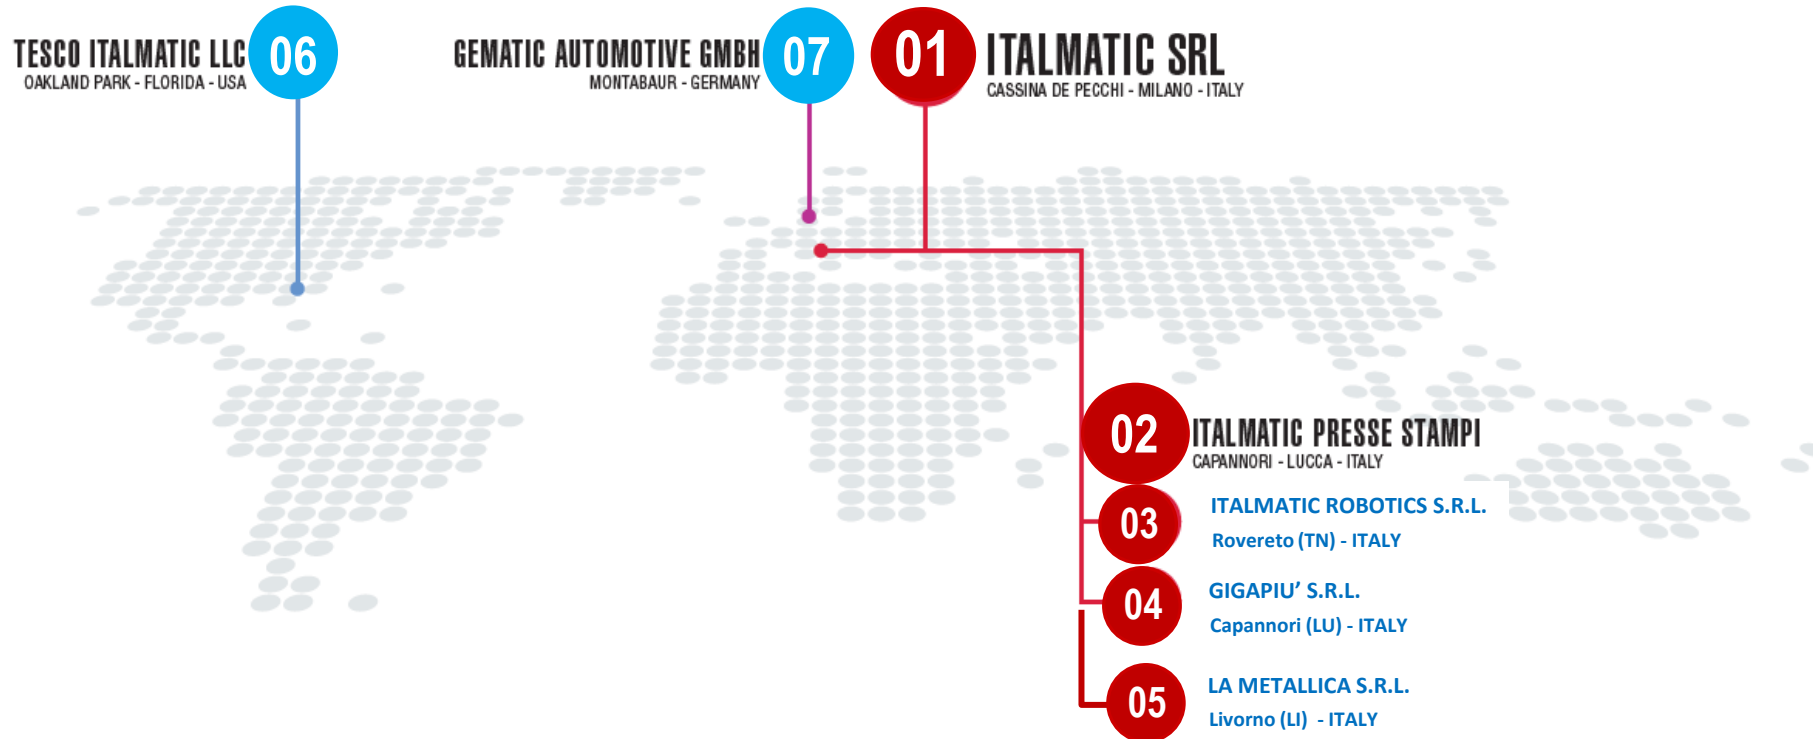 TESCO ITALMATIC LLC
OAKLAND PARK - FLORIDA - USA
06
GEMATIC AUTOMOTIVE GMBH
MONTABAUR - GERMANY
07
01
ITALMATIC SRL
CASSINA DE PECCHI - MILANO - ITALY
02
ITALMATIC PRESSE STAMPI
CAPANNORI - LUCCA - ITALY
03
ITALMATIC ROBOTICS S.R.L.
Rovereto (TN) - ITALY
04
GIGAPIU’ S.R.L.
Capannori (LU) - ITALY
05
LA METALLICA S.R.L.
Livorno (LI) - ITALY